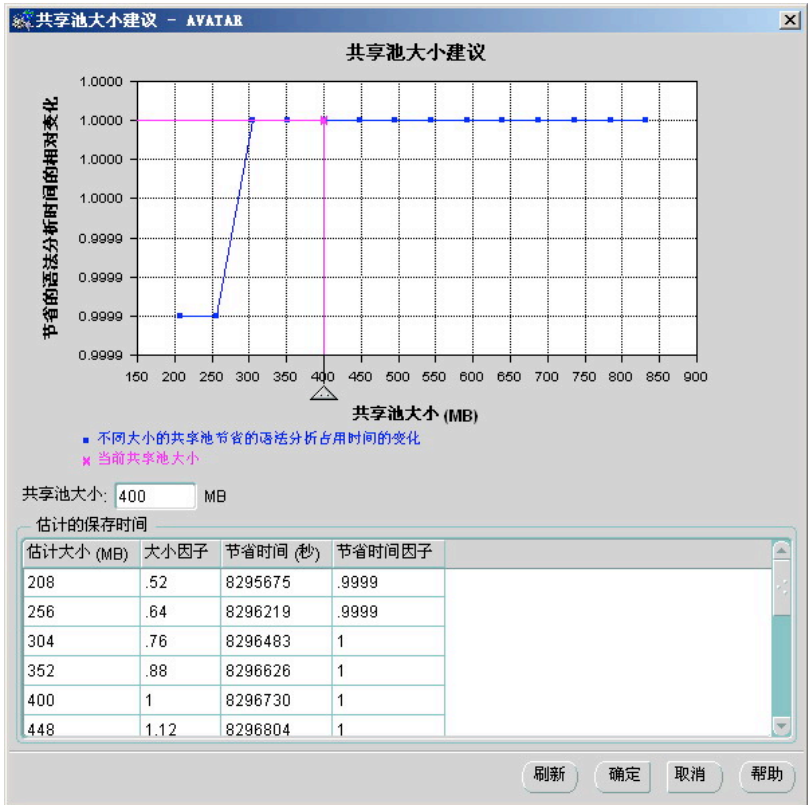 共享池大小建议 - AVATAR
共享池大小建议
节省的语法分析时间的相对变化
1.0000
1.0000
1.0000
1.0000
0.9999
0.9999
0.9999
0.9999
150 200 250 300 350 400 450 500 550 600 650 700 750 800 850 900
共享池大小 (MB)
不同大小的共享池节省的语法分析占用时间的变化
当前共享池大小
共享池大小: 400 MB
估计的保存时间
估计大小 (MB) 大小因子 节省时间 (秒) 节省时间因子
208 .52 8295675 .9999
256 .64 8296219 .9999
304 .76 8296483 1
352 .88 8296626 1
400 1 8296730 1
448 1.12 8296804 1
刷新 确定 取消 帮助